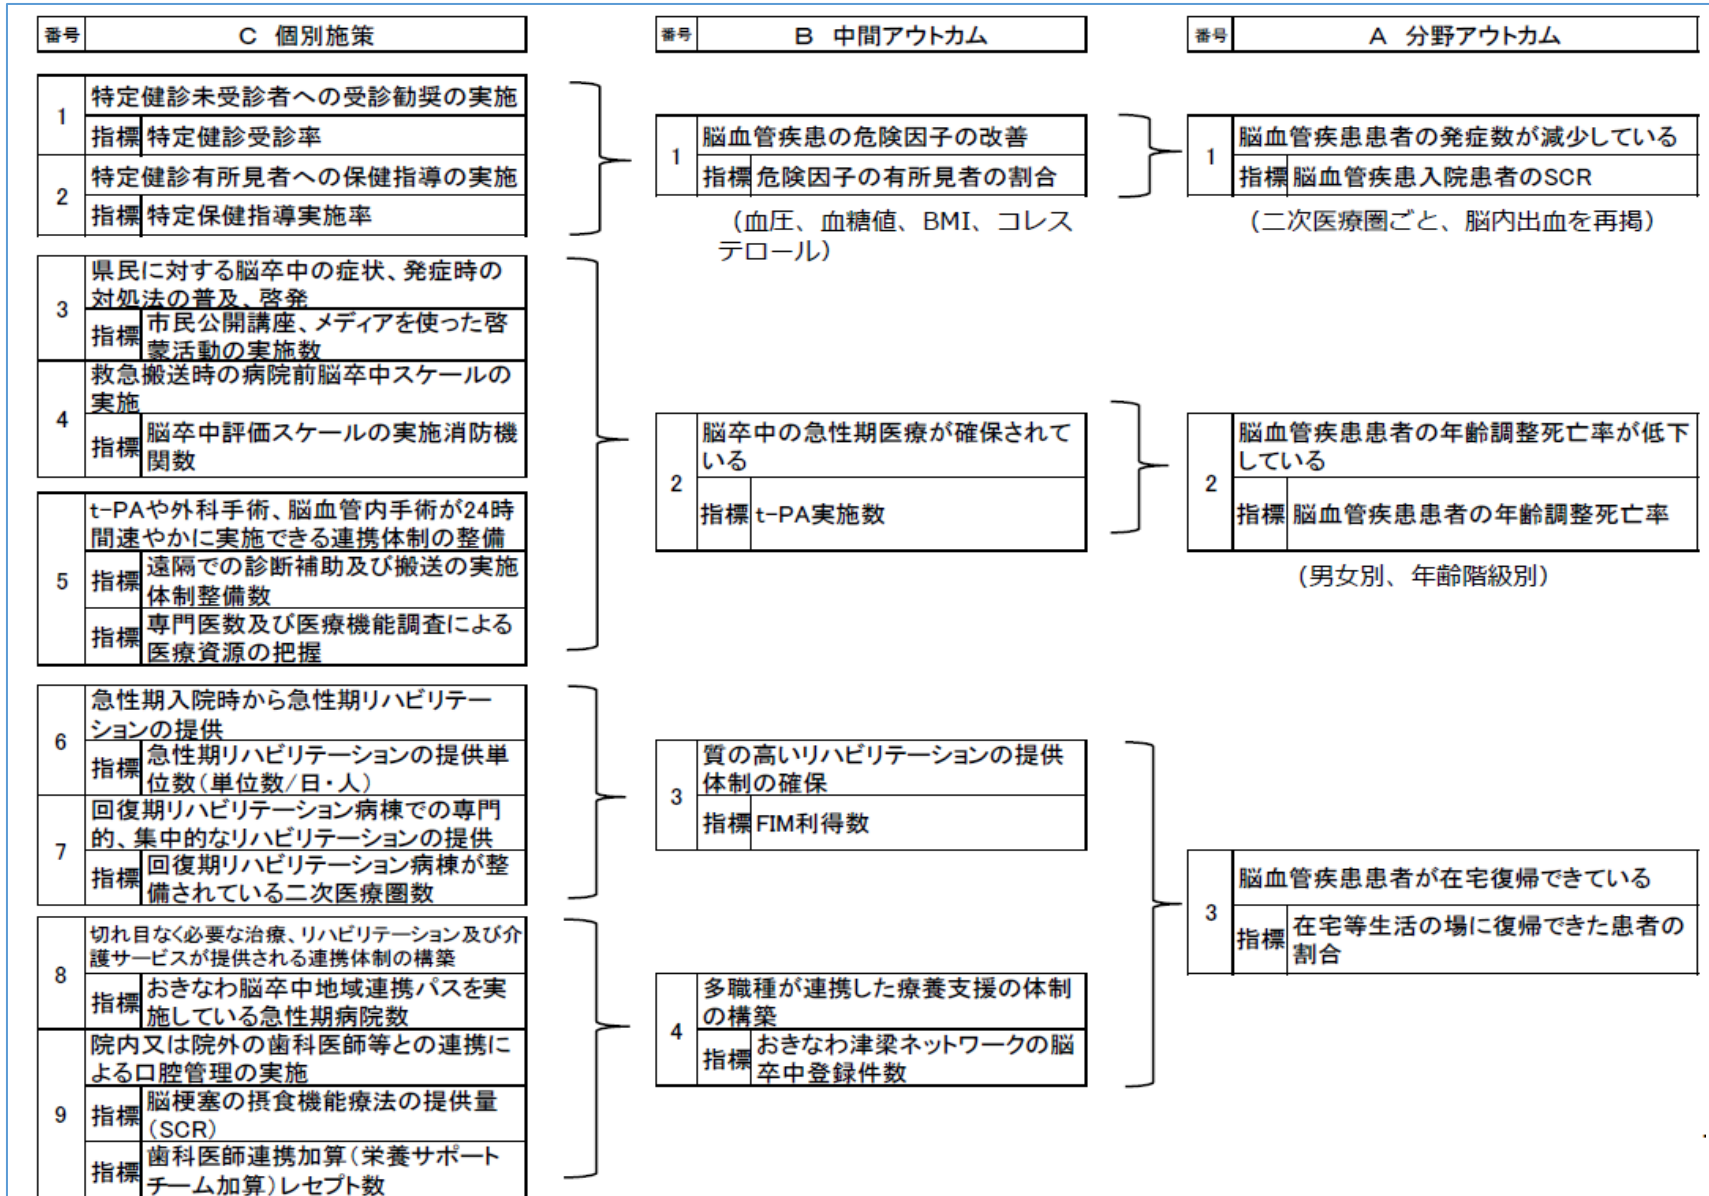 番号 C 個別施策
1
特定健診未受診者への受診勧奨の実施
指標 特定健診受診率
2
特定健診有所見者への保健指導の実施
指標 特定保健指導実施率
3
県民に対する脳卒中の症状、発症時の
対処法の普及、啓発
指標 市民公開講座、メディアを使った啓
蒙活動の実施数
4
救急搬送時の病院前脳卒中スケールの
実施
指標 脳卒中評価スケールの実施消防機
関数
5
t-PAや外科手術、脳血管内手術が24時
間速やかに実施できる連携体制の整備
指標 遠隔での診断補助及び搬送の実施
体制整備数
指標 専門医数及び医療機能調査による
医療資源の把握
6
急性期入院時から急性期リハビリテー
ションの提供
指標 急性期リハビリテーションの提供単
位数(単位数/日・人)
7
回復期リハビリテーション病棟での専門
的、集中的なリハビリテーションの提供
指標 回復期リハビリテーション病棟が整
備されている二次医療圏数
8
切れ目なく必要な治療、リハビリテーション及び介
護サービスが提供される連携体制の構築
指標 おきなわ脳卒中地域連携パスを実
施している急性期病院数
9
院内又は院外の歯科医師等との連携に
よる口腔管理の実施
指標 脳梗塞の摂食機能療法の提供量
(SCR)
指標 歯科医師連携加算(栄養サポート
チーム加算)レセプト数
番号 B 中間アウトカム
1
脳血管疾患の危険因子の改善
指標 危険因子の有所見者の割合
(血圧、血糖値、BMI、コレス
テロール)
2
脳卒中の急性期医療が確保されて
いる
指標 t-PA実施数
3
質の高いリハビリテーションの提供
体制の確保
指標 FIM利得数
4
多職種が連携した療養支援の体制
の構築
指標 おきなわ津梁ネットワークの脳
卒中登録件数
番号 A 分野アウトカム
1
脳血管疾患患者の発症数が減少している
指標 脳血管疾患入院患者のSCR
(二次医療圏ごと、脳内出血を再掲)
2
脳血管疾患患者の年齢調整死亡率が低下
している
指標 脳血管疾患患者の年齢調整死亡率
(男女別、年齢階級別)
3
脳血管疾患患者が在宅復帰できている
指標 在宅等生活の場に復帰できた患者の
割合